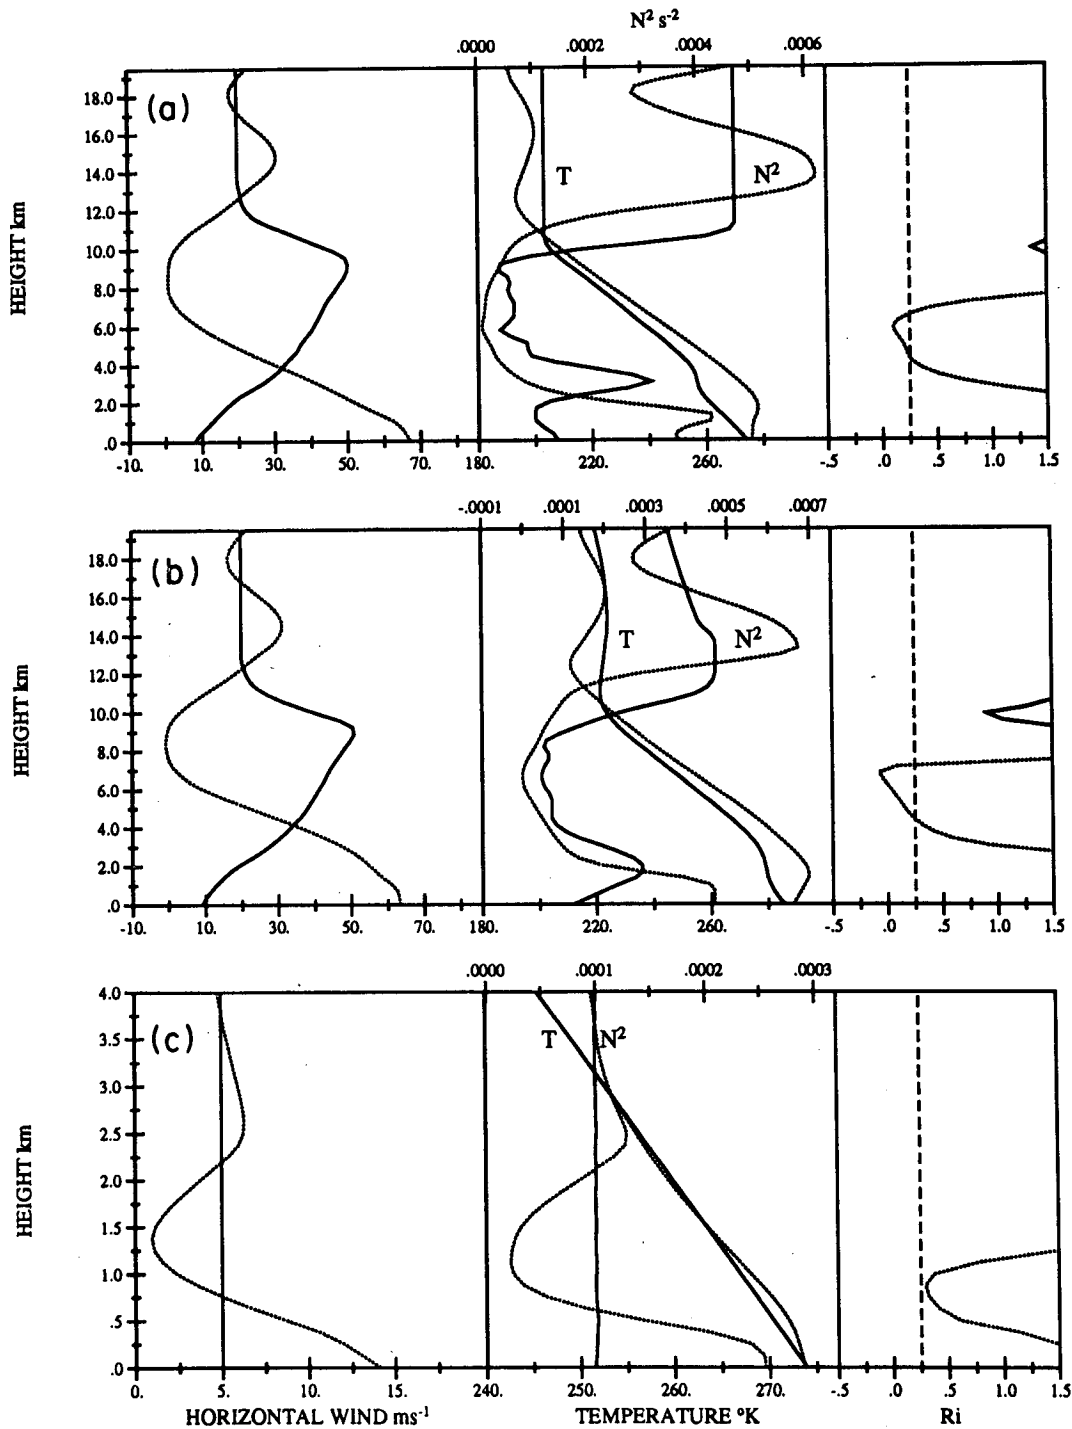 N² s⁻²
.0000 .0002 .0004 .0006
(a)
HEIGHT km
18.0
16.0
14.0
12.0
10.0
8.0
6.0
4.0
2.0
.0
T N²
-10. 10. 30. 50. 70. 180. 220. 260. -.5 .0 .5 1.0 1.5
-.0001 .0001 .0003 .0005 .0007
(b)
HEIGHT km
18.0
16.0
14.0
12.0
10.0
8.0
6.0
4.0
2.0
.0
T N²
-10. 10. 30. 50. 70. 180. 220. 260. -.5 .0 .5 1.0 1.5
.0000 .0001 .0002 .0003
(c)
HEIGHT km
4.0
3.5
3.0
2.5
2.0
1.5
1.0
.5
.0
T N²
0. 5. 10. 15. 240. 250. 260. 270. -.5 .0 .5 1.0 1.5
HORIZONTAL WIND ms⁻¹ TEMPERATURE °K Ri